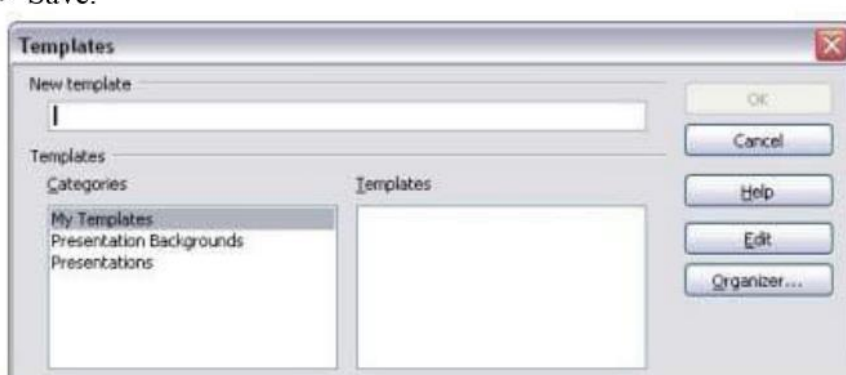 Save.
Templates
New template
OK
Cancel
Templates
Categories
Templates
Help
My Templates
Presentation Backgrounds
Edit
Presentations
Organizer...